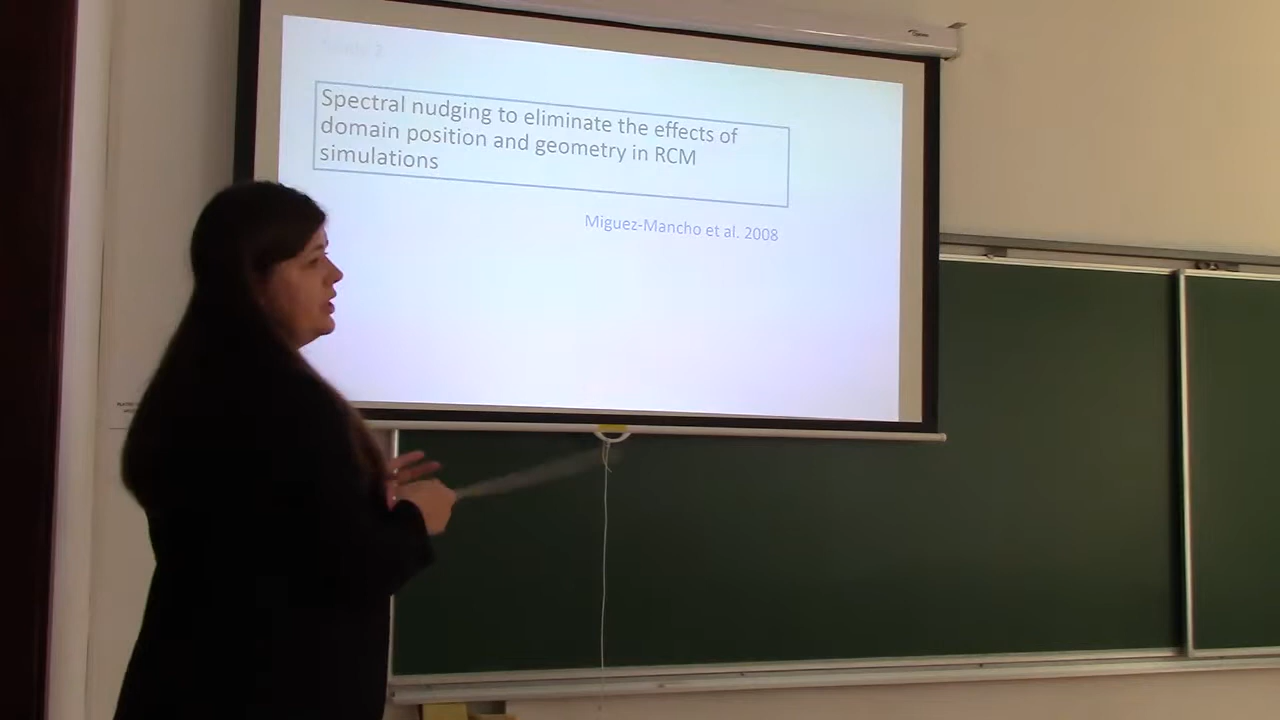 Spectral nudging to eliminate the effects of
domain position and geometry in RCM
simulations
Miguez-Mancho et al. 2008